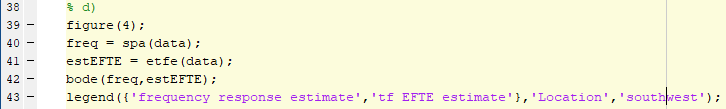 38 % d)
39 – figure(4);
40 – freq = spa(data);
41 – estEFTE = etfe(data);
42 – bode(freq,estEFTE);
43 – legend({'frequency response estimate','tf EFTE estimate'},'Location','southwest');